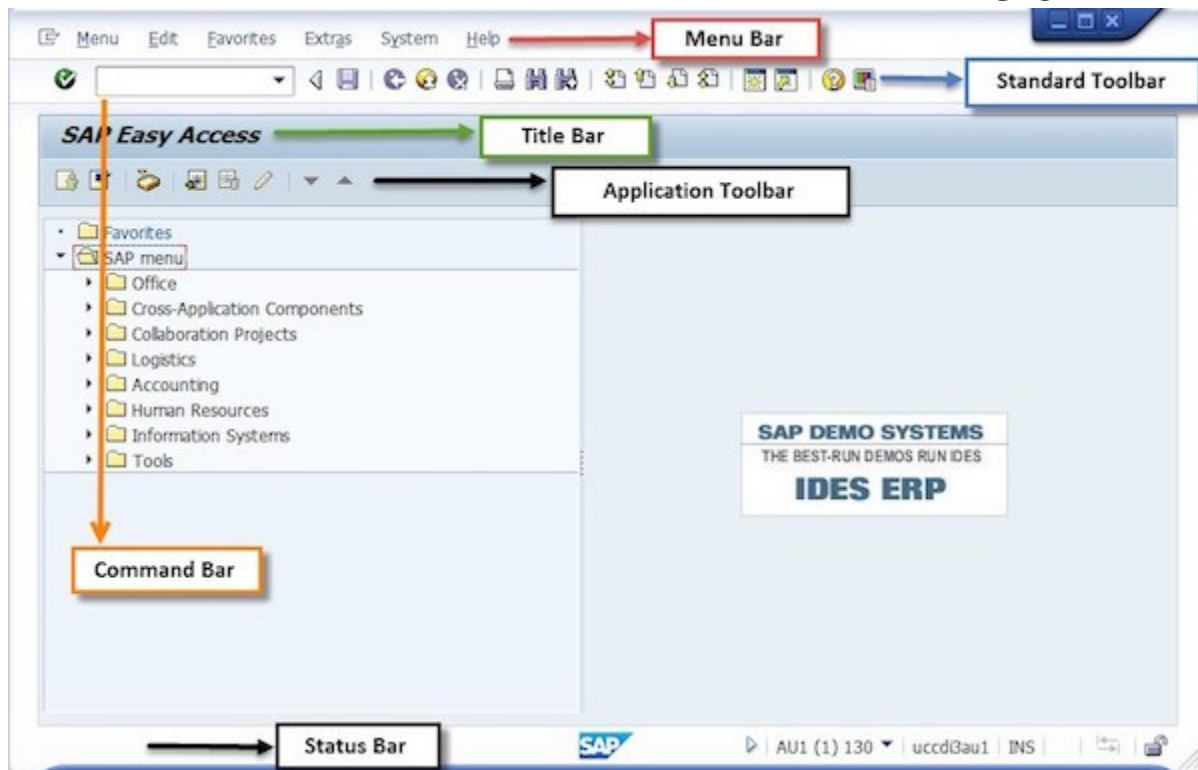 Menu Edit Favorites Extras System Help Menu Bar
Standard Toolbar
SAP Easy Access Title Bar
Application Toolbar
Favorites
SAP menu
Office
Cross-Application Components
Collaboration Projects
Logistics
Accounting
Human Resources
Information Systems
Tools
SAP DEMO SYSTEMS
THE BEST-RUN DEMOS RUN IDES
IDES ERP
Command Bar
Status Bar SAP AU1 (1) 130 uccdi3au1 INS